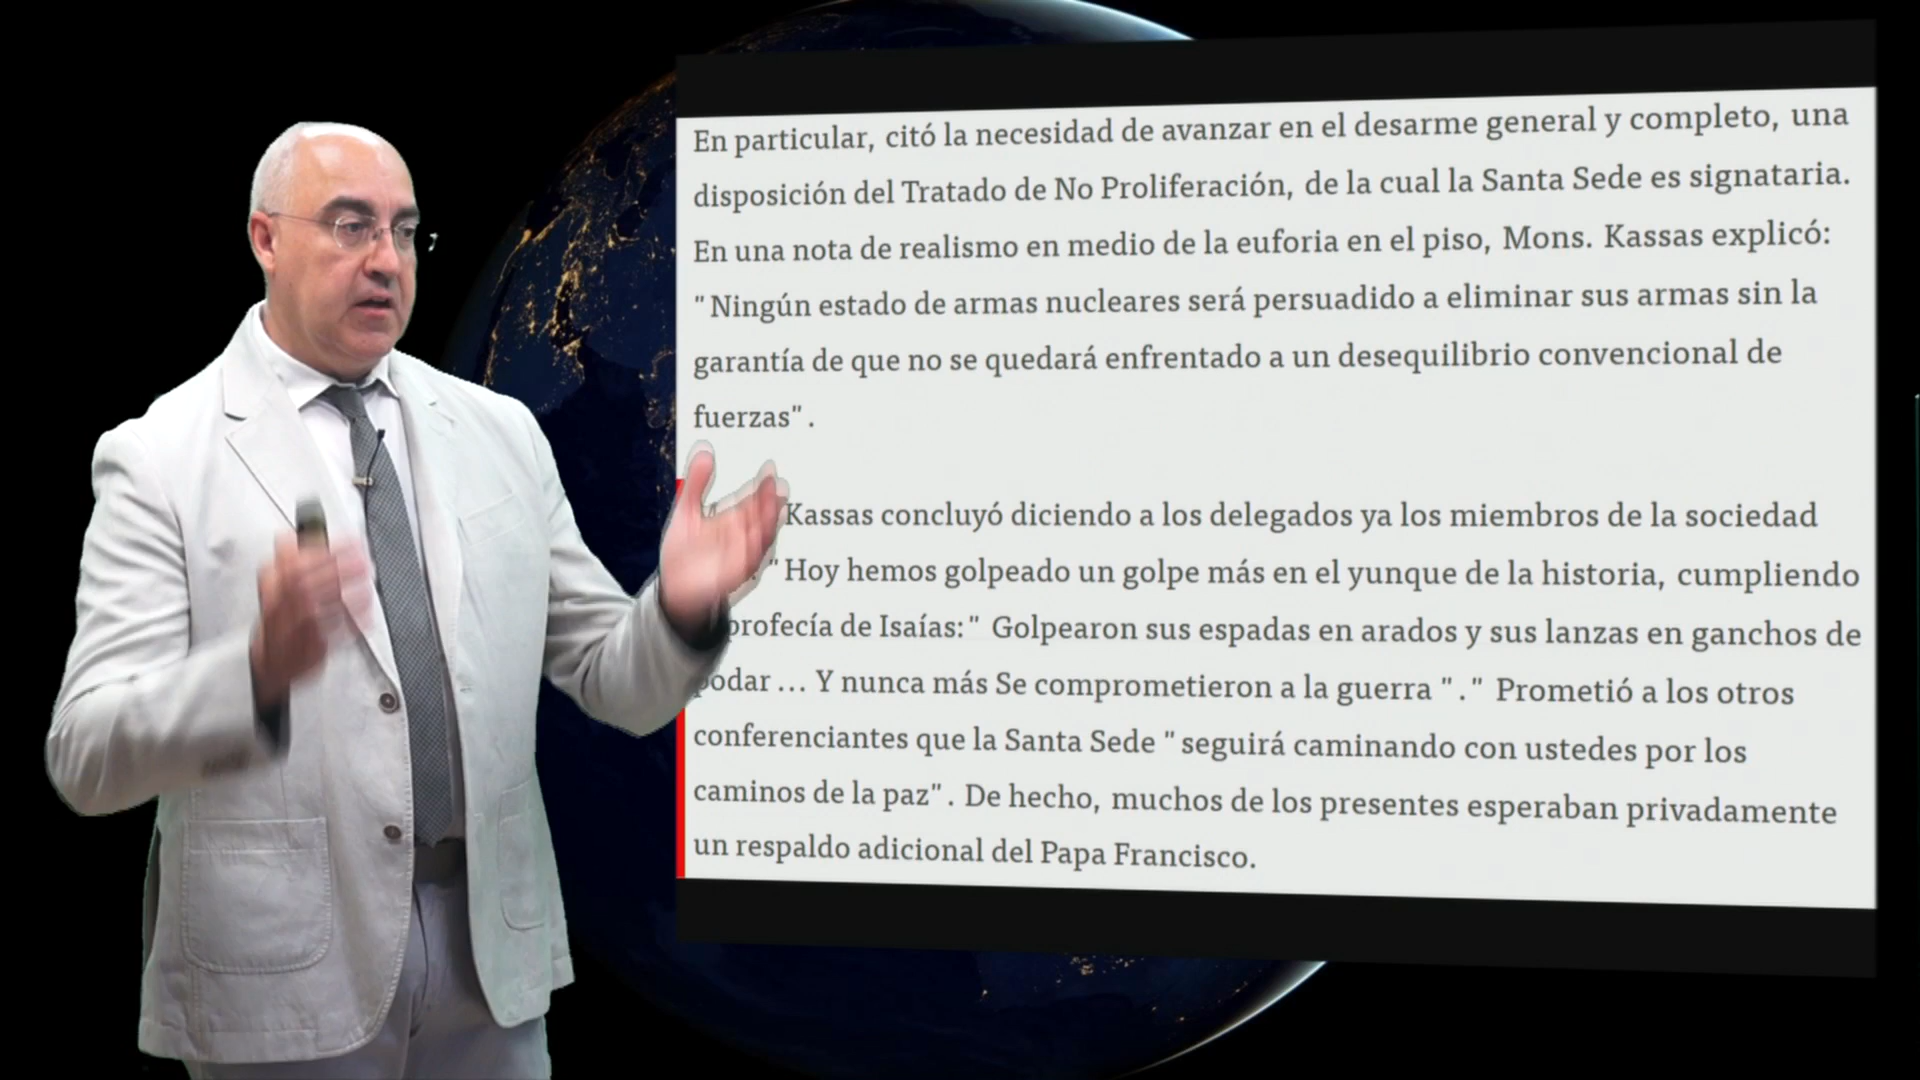 En particular, citó la necesidad de avanzar en el desarme general y completo, una
disposición del Tratado de No Proliferación, de la cual la Santa Sede es signataria.
En una nota de realismo en medio de la euforia en el piso, Mons. Kassas explicó:
"Ningún estado de armas nucleares será persuadido a eliminar sus armas sin la
garantía de que no se quedará enfrentado a un desequilibrio convencional de
fuerzas".
Kassas concluyó diciendo a los delegados ya los miembros de la sociedad
"Hoy hemos golpeado un golpe más en el yunque de la historia, cumpliendo
profecía de Isaías:" Golpearon sus espadas en arados y sus lanzas en ganchos de
podar ... Y nunca más Se comprometieron a la guerra "." Prometió a los otros
conferenciantes que la Santa Sede "seguirá caminando con ustedes por los
caminos de la paz". De hecho, muchos de los presentes esperaban privadamente
un respaldo adicional del Papa Francisco.